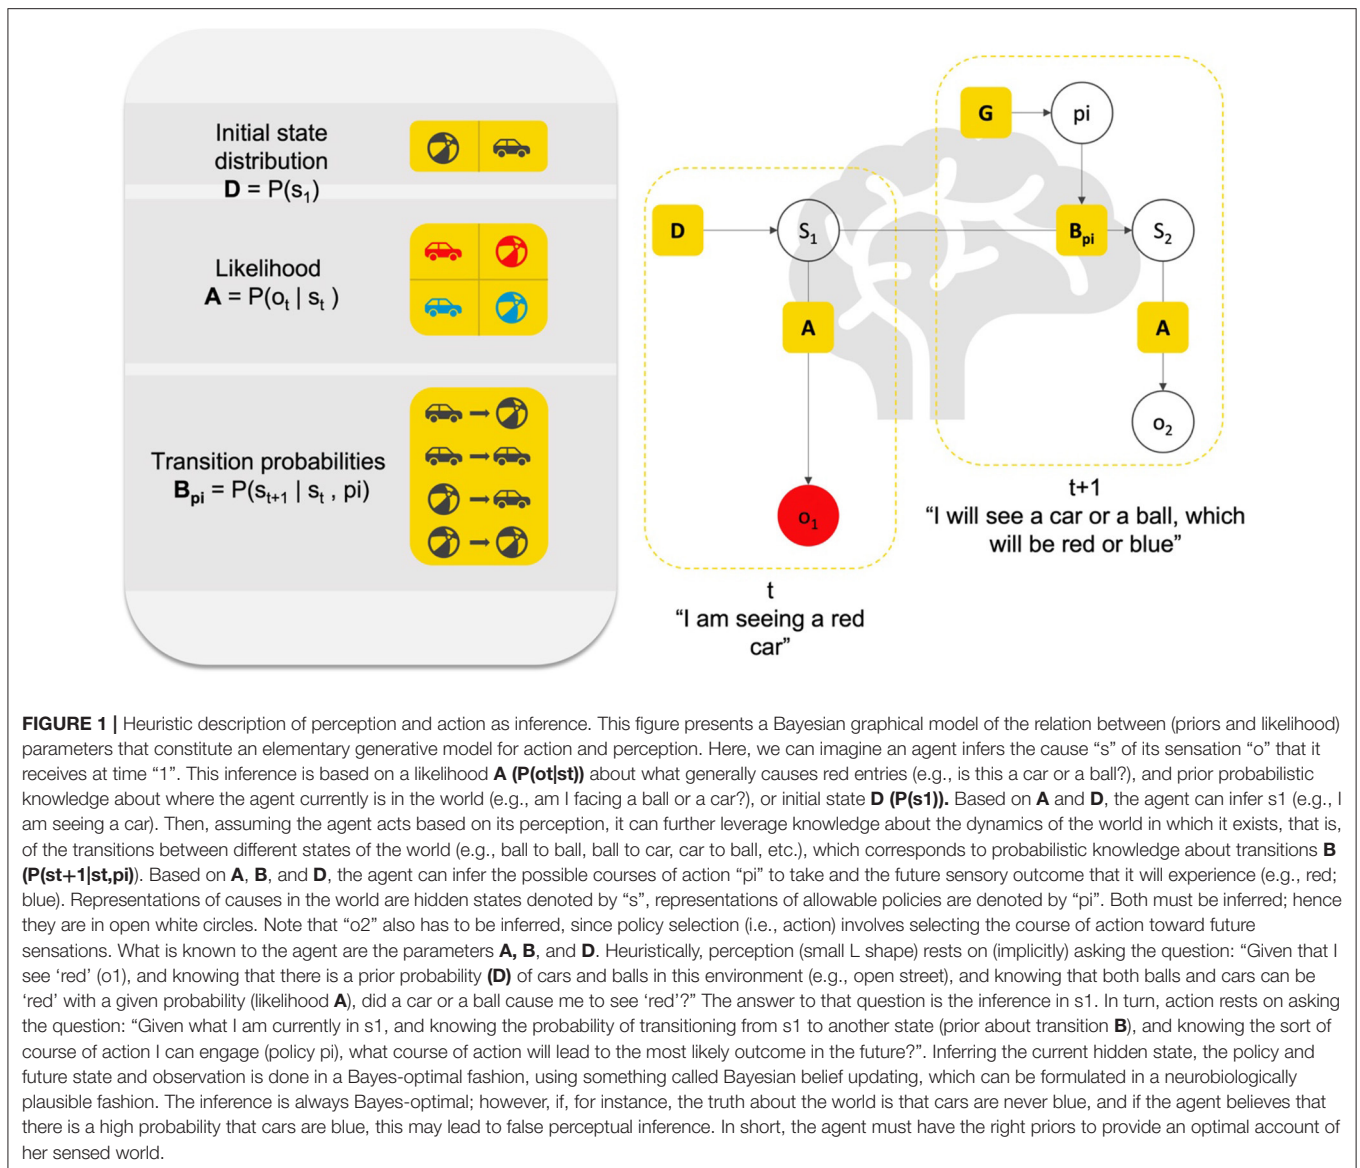 Initial state
distribution
D = P(s1)
Likelihood
A = P(ot | st )
Transition probabilities
Bpi = P(st+1 | st , pi)
G
pi
D
S1
Bpi
S2
A
A
o2
o1
t+1
“I will see a car or a ball, which
will be red or blue”
t
“I am seeing a red
car”
FIGURE 1 | Heuristic description of perception and action as inference. This figure presents a Bayesian graphical model of the relation between (priors and likelihood)
parameters that constitute an elementary generative model for action and perception. Here, we can imagine an agent infers the cause “s” of its sensation “o” that it
receives at time “1”. This inference is based on a likelihood A (P(ot|st)) about what generally causes red entries (e.g., is this a car or a ball?), and prior probabilistic
knowledge about where the agent currently is in the world (e.g., am I facing a ball or a car?), or initial state D (P(s1)). Based on A and D, the agent can infer s1 (e.g., I
am seeing a car). Then, assuming the agent acts based on its perception, it can further leverage knowledge about the dynamics of the world in which it exists, that is,
of the transitions between different states of the world (e.g., ball to ball, ball to car, car to ball, etc.), which corresponds to probabilistic knowledge about transitions B
(P(st+1|st,pi)). Based on A, B, and D, the agent can infer the possible courses of action “pi” to take and the future sensory outcome that it will experience (e.g., red;
blue). Representations of causes in the world are hidden states denoted by “s”, representations of allowable policies are denoted by “pi”. Both must be inferred; hence
they are in open white circles. Note that “o2” also has to be inferred, since policy selection (i.e., action) involves selecting the course of action toward future
sensations. What is known to the agent are the parameters A, B, and D. Heuristically, perception (small L shape) rests on (implicitly) asking the question: “Given that I
see ‘red’ (o1), and knowing that there is a prior probability (D) of cars and balls in this environment (e.g., open street), and knowing that both balls and cars can be
‘red’ with a given probability (likelihood A), did a car or a ball cause me to see ‘red’?” The answer to that question is the inference in s1. In turn, action rests on asking
the question: “Given what I am currently in s1, and knowing the probability of transitioning from s1 to another state (prior about transition B), and knowing the sort of
course of action I can engage (policy pi), what course of action will lead to the most likely outcome in the future?”. Inferring the current hidden state, the policy and
future state and observation is done in a Bayes-optimal fashion, using something called Bayesian belief updating, which can be formulated in a neurobiologically
plausible fashion. The inference is always Bayes-optimal; however, if, for instance, the truth about the world is that cars are never blue, and if the agent believes that
there is a high probability that cars are blue, this may lead to false perceptual inference. In short, the agent must have the right priors to provide an optimal account of
her sensed world.